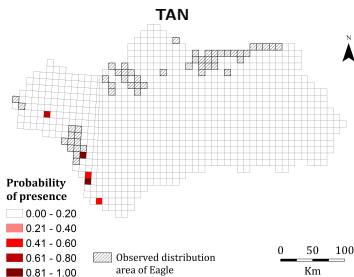 TAN
N
Probability
of presence
0.00 - 0.20
0.21 - 0.40
0.41 - 0.60
0.61 - 0.80
0.81 - 1.00
Observed distribution
area of Eagle
0 50 100
Km